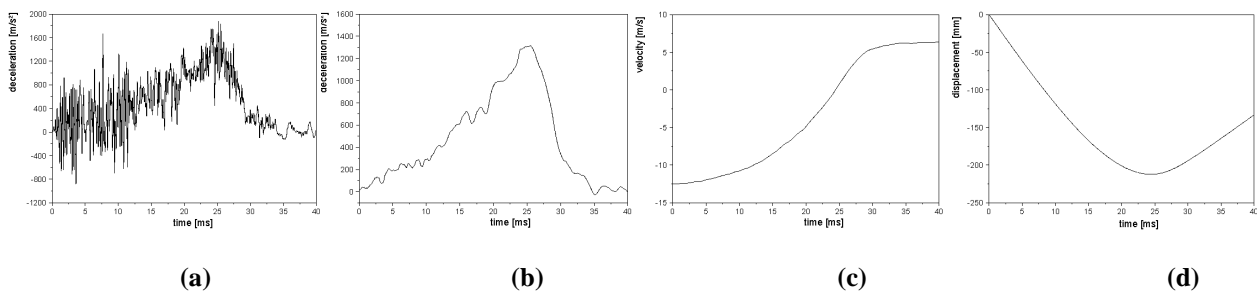 deceleration [m/s²]
2000
1600
1200
800
400
0
-400
-800
-1200
0 5 10 15 20 25 30 35 40
time [ms]
(a)
deceleration [m/s²]
1600
1400
1200
1000
800
600
400
200
0
0 5 10 15 20 25 30 35 40
time [ms]
(b)
velocity [m/s]
10
5
0
-5
-10
-15
0 5 10 15 20 25 30 35 40
time [ms]
(c)
displacement [mm]
0
-50
-100
-150
-200
-250
0 5 10 15 20 25 30 35 40
time [ms]
(d)